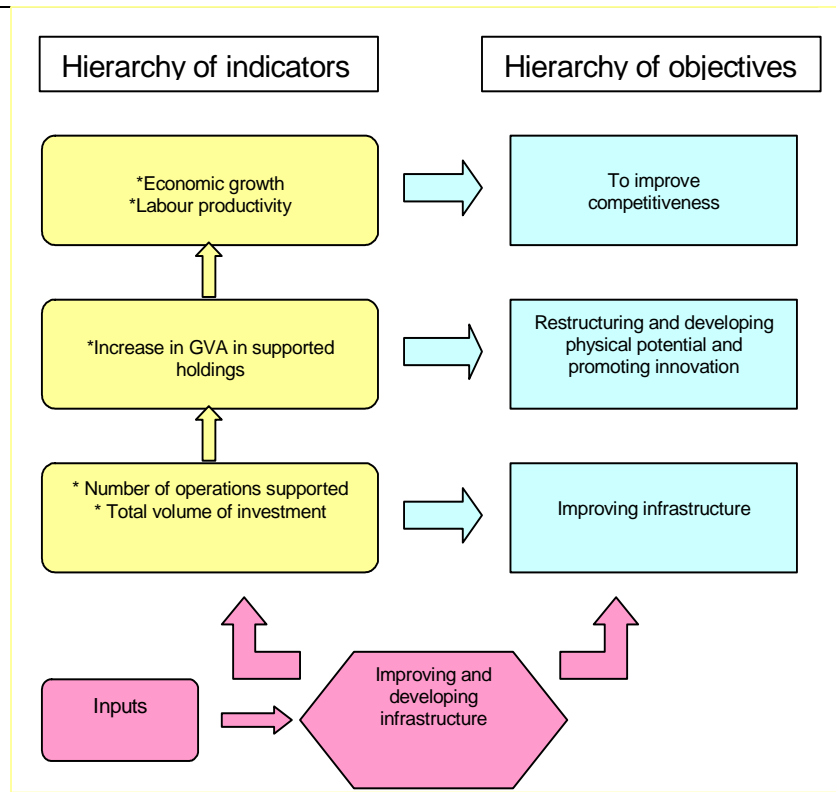 Hierarchy of indicators
Hierarchy of objectives
*Economic growth
*Labour productivity
To improve
competitiveness
*Increase in GVA in supported
holdings
Restructuring and developing
physical potential and
promoting innovation
* Number of operations supported
* Total volume of investment
Improving infrastructure
Inputs
Improving and
developing
infrastructure